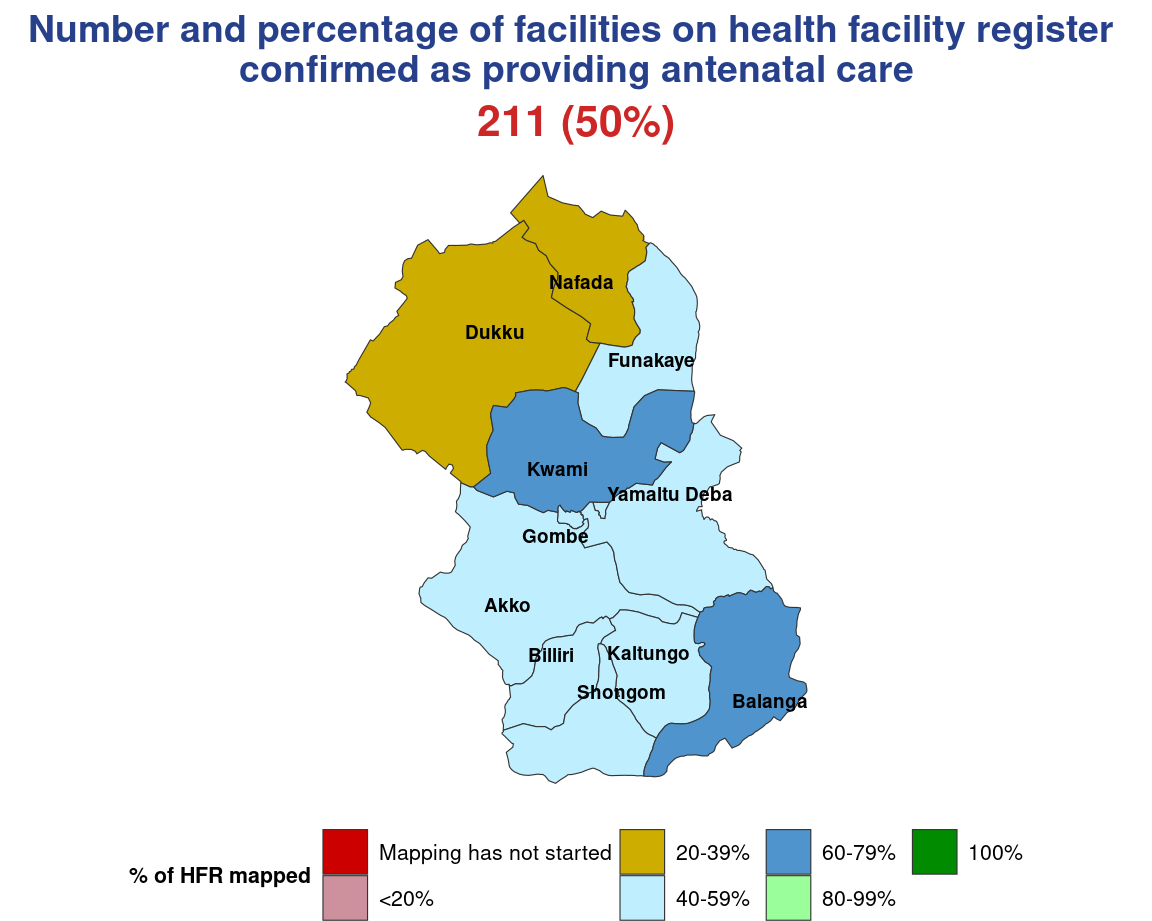 Number and percentage of facilities on health facility register
confirmed as providing antenatal care
211 (50%)
Nafada
Dukku
Funakaye
Kwami
Yamaltu Deba
Gombe
Akko
Billiri
Kaltungo
Shongom
Balanga
% of HFR mapped
Mapping has not started
<20%
20-39%
40-59%
60-79%
80-99%
100%